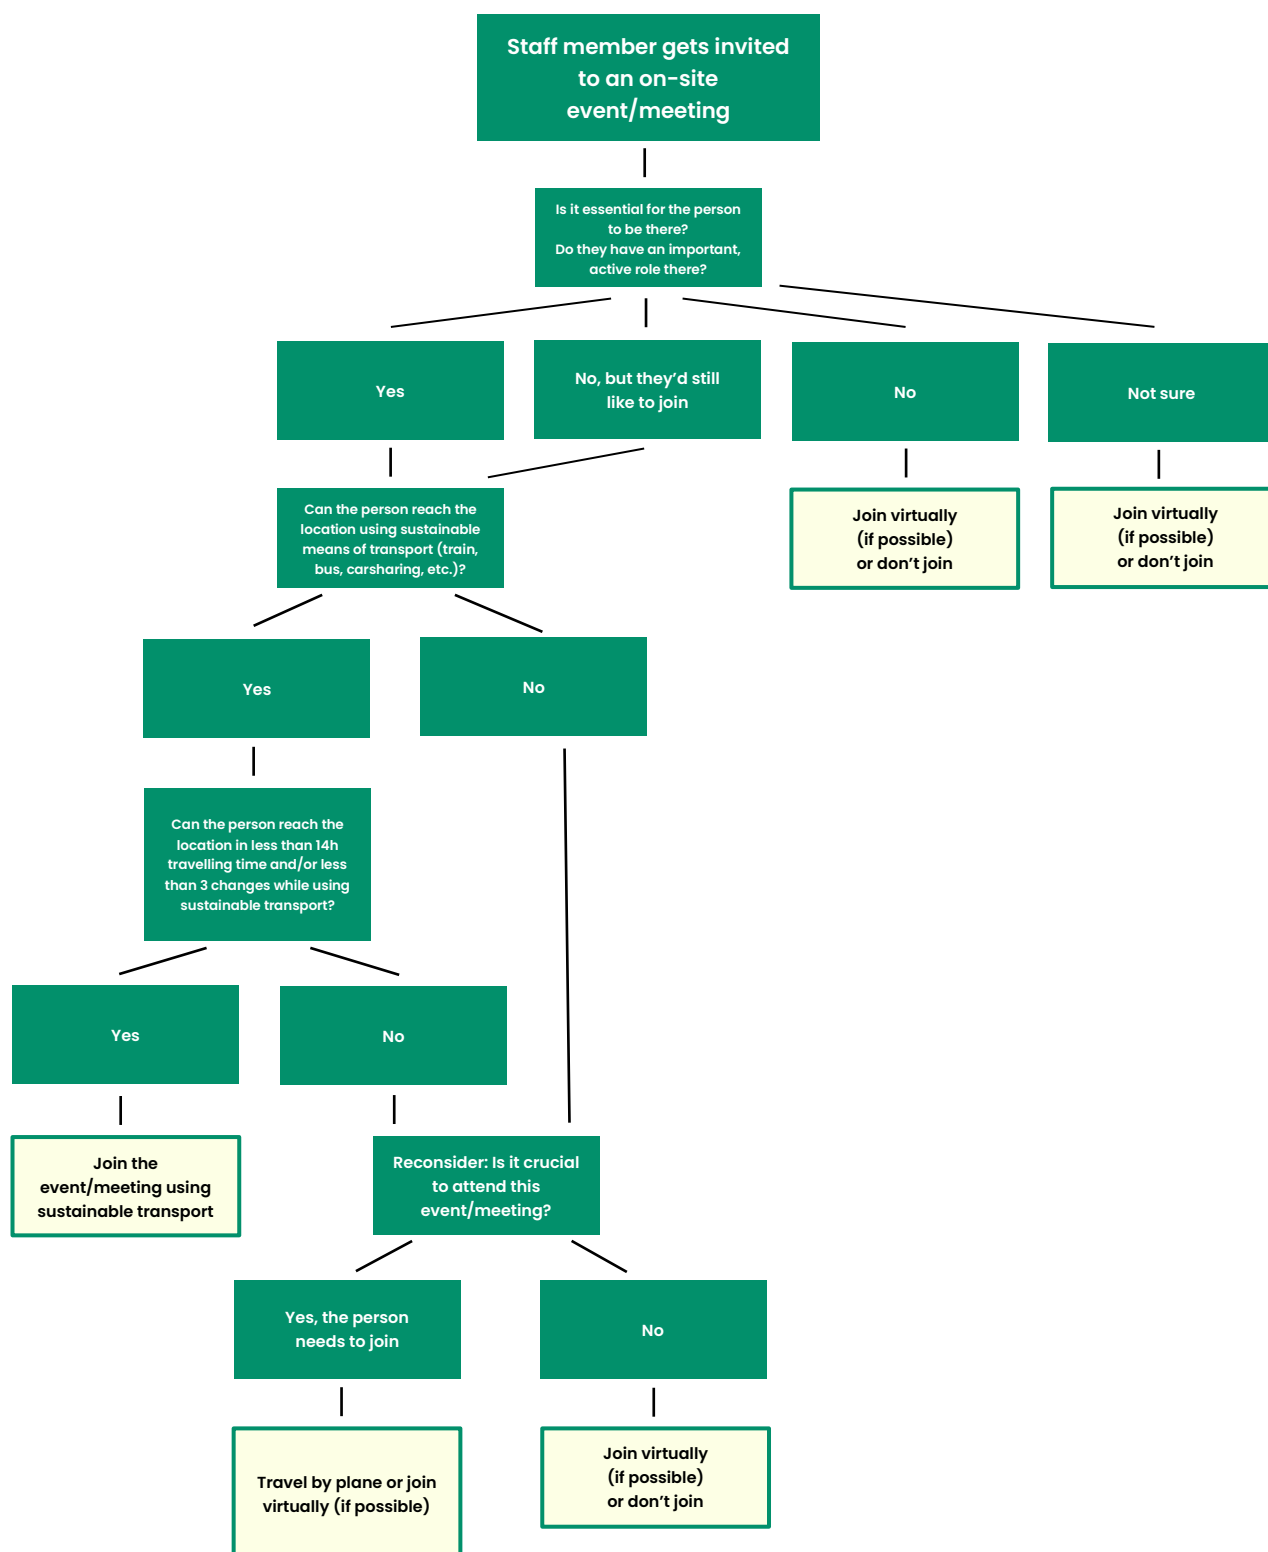 Staff member gets invited
to an on-site
event/meeting
Is it essential for the person
to be there?
Do they have an important,
active role there?
Yes
No, but they’d still
like to join
No
Not sure
Can the person reach the
location using sustainable
means of transport (train,
bus, carsharing, etc.)?
Join virtually
(if possible)
or don’t join
Join virtually
(if possible)
or don’t join
Yes
No
Can the person reach the
location in less than 14h
travelling time and/or less
than 3 changes while using
sustainable transport?
Yes
No
Join the
event/meeting using
sustainable transport
Reconsider: Is it crucial
to attend this
event/meeting?
Yes, the person
needs to join
No
Travel by plane or join
virtually (if possible)
Join virtually
(if possible)
or don’t join